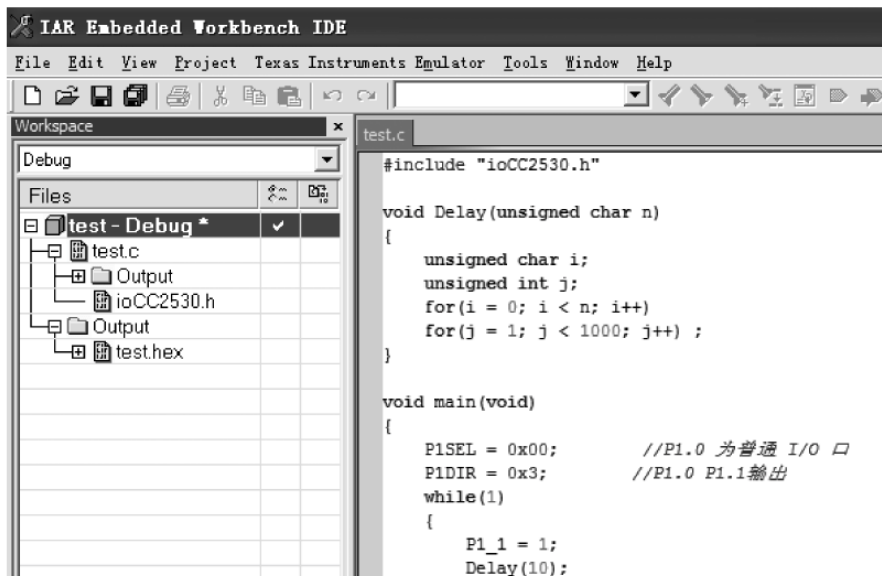 IAR Embedded Workbench IDE
File Edit View Project Texas Instruments Emulator Tools Window Help
Workspace
Debug
Files
test - Debug *
test.c
Output
ioCC2530.h
Output
test.hex
test.c
#include "ioCC2530.h"
void Delay(unsigned char n)
{
unsigned char i;
unsigned int j;
for(i = 0; i < n; i++)
for(j = 1; j < 1000; j++) ;
}
void main(void)
{
P1SEL = 0x00; //P1.0 为普通 I/O 口
P1DIR = 0x3; //P1.0 P1.1输出
while(1)
{
P1_1 = 1;
Delay(10);